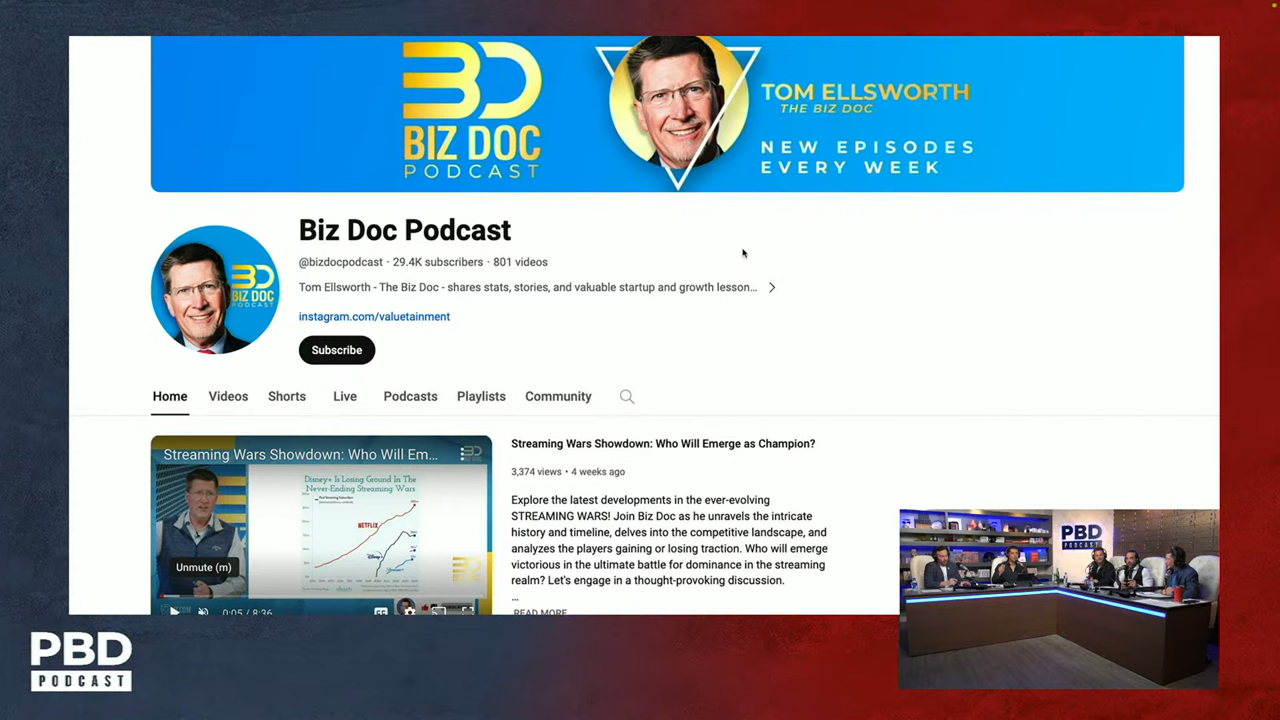 BD
BIZ DOC
PODCAST
TOM ELLSWORTH
THE BIZ DOC
NEW EPISODES
EVERY WEEK
BD
BIZ DOC
PODCAST
Biz Doc Podcast
@bizdocpodcast · 29.4K subscribers · 801 videos
Tom Ellsworth - The Biz Doc - shares stats, stories, and valuable startup and growth lesson...
instagram.com/valuetainment
Subscribe
Home Videos Shorts Live Podcasts Playlists Community
Streaming Wars Showdown: Who Will Em...
Disney+ Is Losing Ground In The
Never-Ending Streaming Wars
NETFLIX
Disney+
Unmute (m)
0:05 / 8:36
Streaming Wars Showdown: Who Will Emerge as Champion?
3,374 views • 4 weeks ago
Explore the latest developments in the ever-evolving
STREAMING WARS! Join Biz Doc as he unravels the intricate
history and timeline, delves into the competitive landscape, and
analyzes the players gaining or losing traction. Who will emerge
victorious in the ultimate battle for dominance in the streaming
realm? Let's engage in a thought-provoking discussion.
...
READ MORE
PBD
PODCAST
PBD
PODCAST